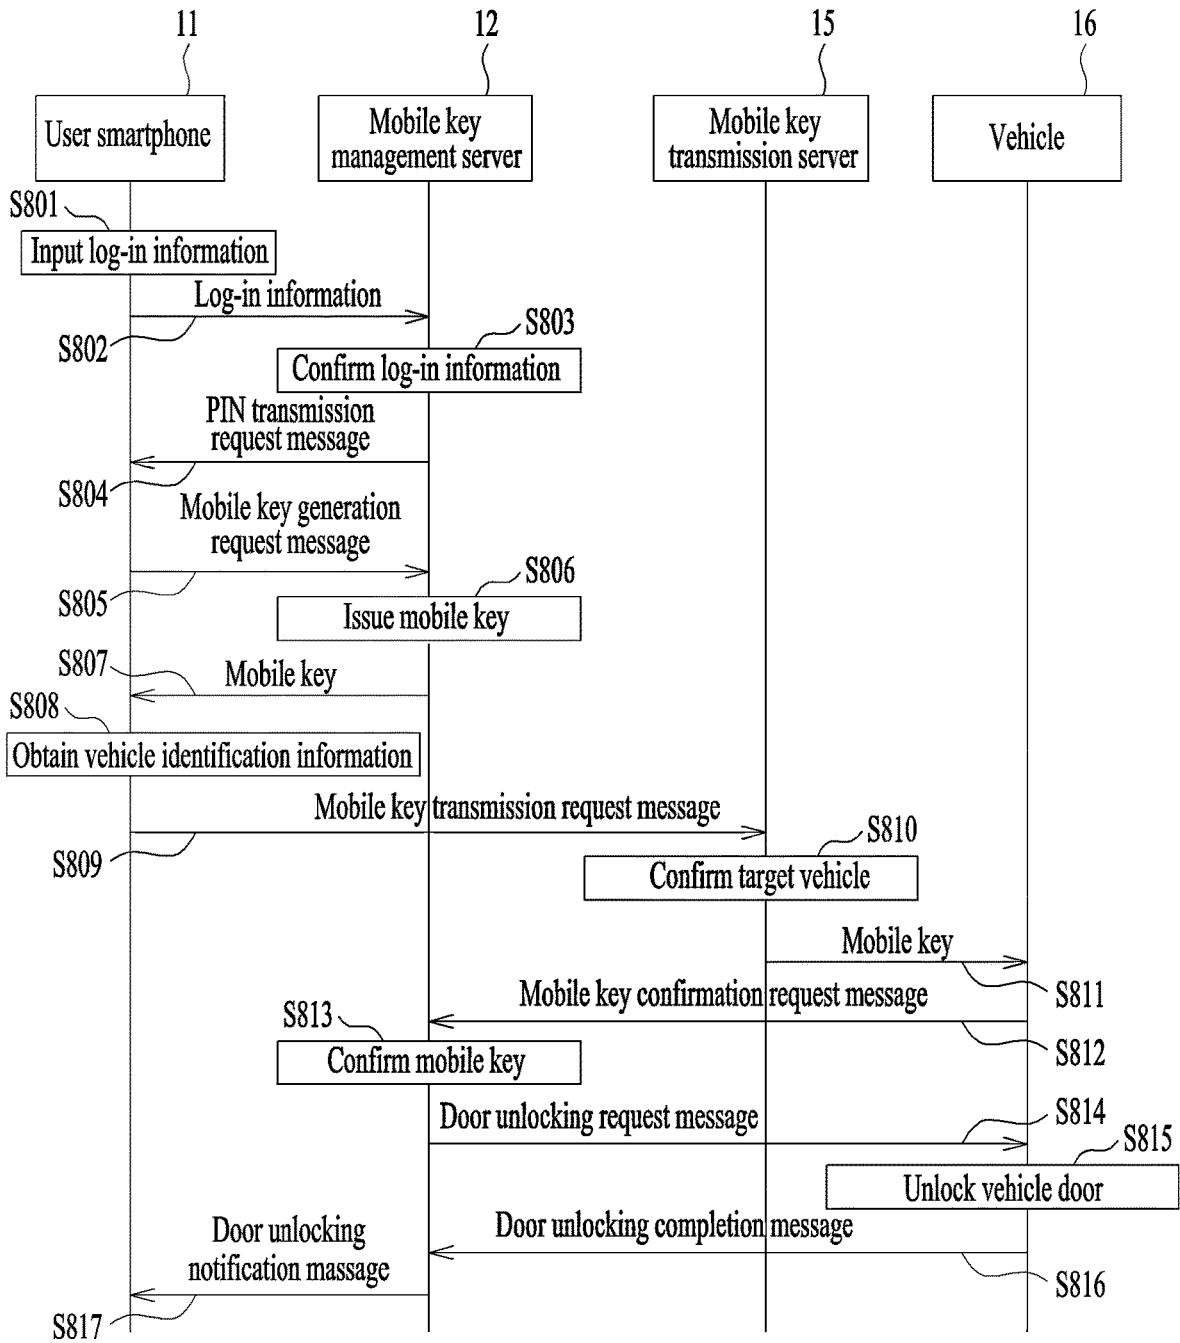 11
12
15
16
User smartphone
Mobile key
management server
Mobile key
transmission server
Vehicle
S801
Input log-in information
Log-in information
S802
S803
Confirm log-in information
PIN transmission
request message
S804
Mobile key generation
request message
S805
S806
Issue mobile key
S807
Mobile key
S808
Obtain vehicle identification information
Mobile key transmission request message
S809
S810
Confirm target vehicle
Mobile key
S811
Mobile key confirmation request message
S812
S813
Confirm mobile key
Door unlocking request message
S814
S815
Unlock vehicle door
Door unlocking completion message
S816
Door unlocking
notification massage
S817